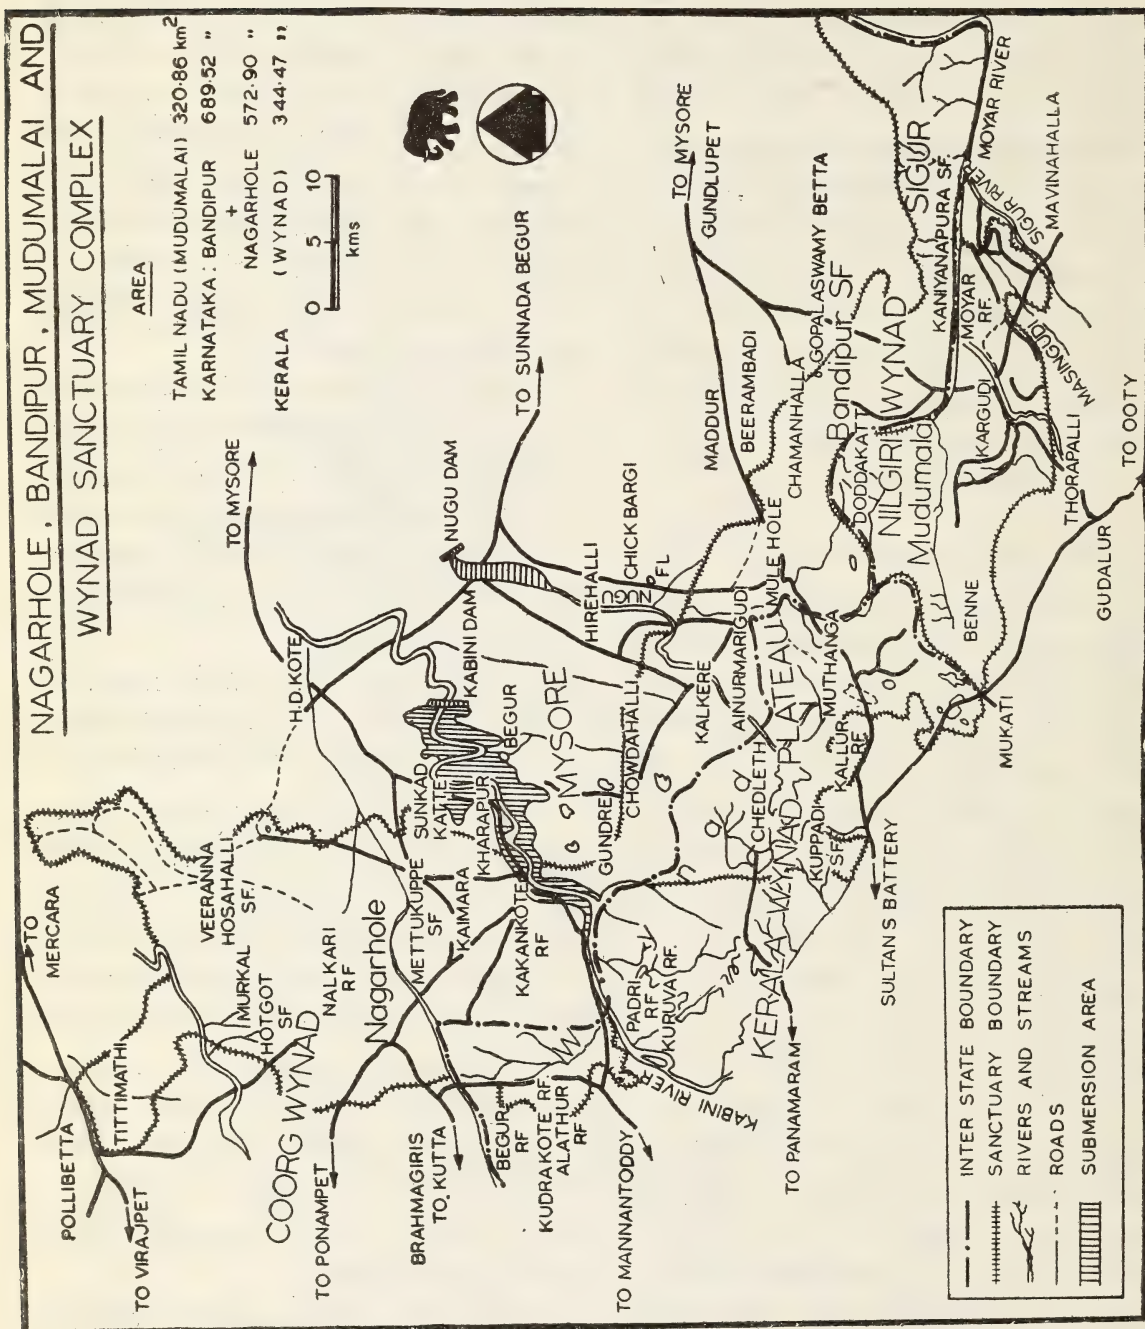 NAGARHOLE, BANDIPUR, MUDUMALAI AND
WYNAD SANCTUARY COMPLEX
AREA
TAMIL NADU (MUDUMALAI) 320·86 km2
KARNATAKA : BANDIPUR 689·52 "
+
NAGARHOLE 572·90 "
KERALA (WYNAD) 344·47 "
0 5 10
kms
TO MERCARA
POLLIBETTA
TITTIMATHI
TO VIRAJPET
VEERANNA
HOSAHALLI
SF.
MURKAL
HOTGOT
SF
NALKARI
RF
COORG WYNAD
TO PONAMPET
Nagarhole
H.D.KOTE
TO MYSORE
METTUKUPPE
SF
KAIMARA
SUNKAD
KATTE
KHARAPUR
KABINI DAM
BEGUR
NUGU DAM
TO SUNNADA BEGUR
BRAHMAGIRIS
TO KUTTA
BEGUR
RF
KUDRAKOTE RF.
ALATHUR
RF
TO MANNANTODDY
KAKANKOTE
RF
MYSORE
GUNDRE
CHOWDAHALLI
HIREHALLI
NUGU
CHICK BARGI
FL
PADRI
RF
KURUVA RF.
KABINI RIVER
KALKERE
AINURMARIGUDI
MULE HOLE
MADDUR
BEERAMBADI
CHAMANHALLA
TO MYSORE
GUNDLUPET
GOPALASWAMY BETTA
Bandipur SF
KERALA WYNAD PLATEAU
CHEDLETH
TO PANAMARAM
KUPPADI
SF
KALLUR
RF
MUTHANGA
SULTAN'S BATTERY
DODDAKATTI
NILGIRI WYNAD
Mudumalai
BENNE
MUKATI
SIGUR
KANIYANAPURA SF.
MOYAR
RF.
MOYAR RIVER
SIGUR RIVER
KARGUDI
MASINGUDI
MAVINAHALLA
THORAPALLI
GUDALUR
TO OOTY
INTER STATE BOUNDARY
SANCTUARY BOUNDARY
RIVERS AND STREAMS
ROADS
SUBMERSION AREA